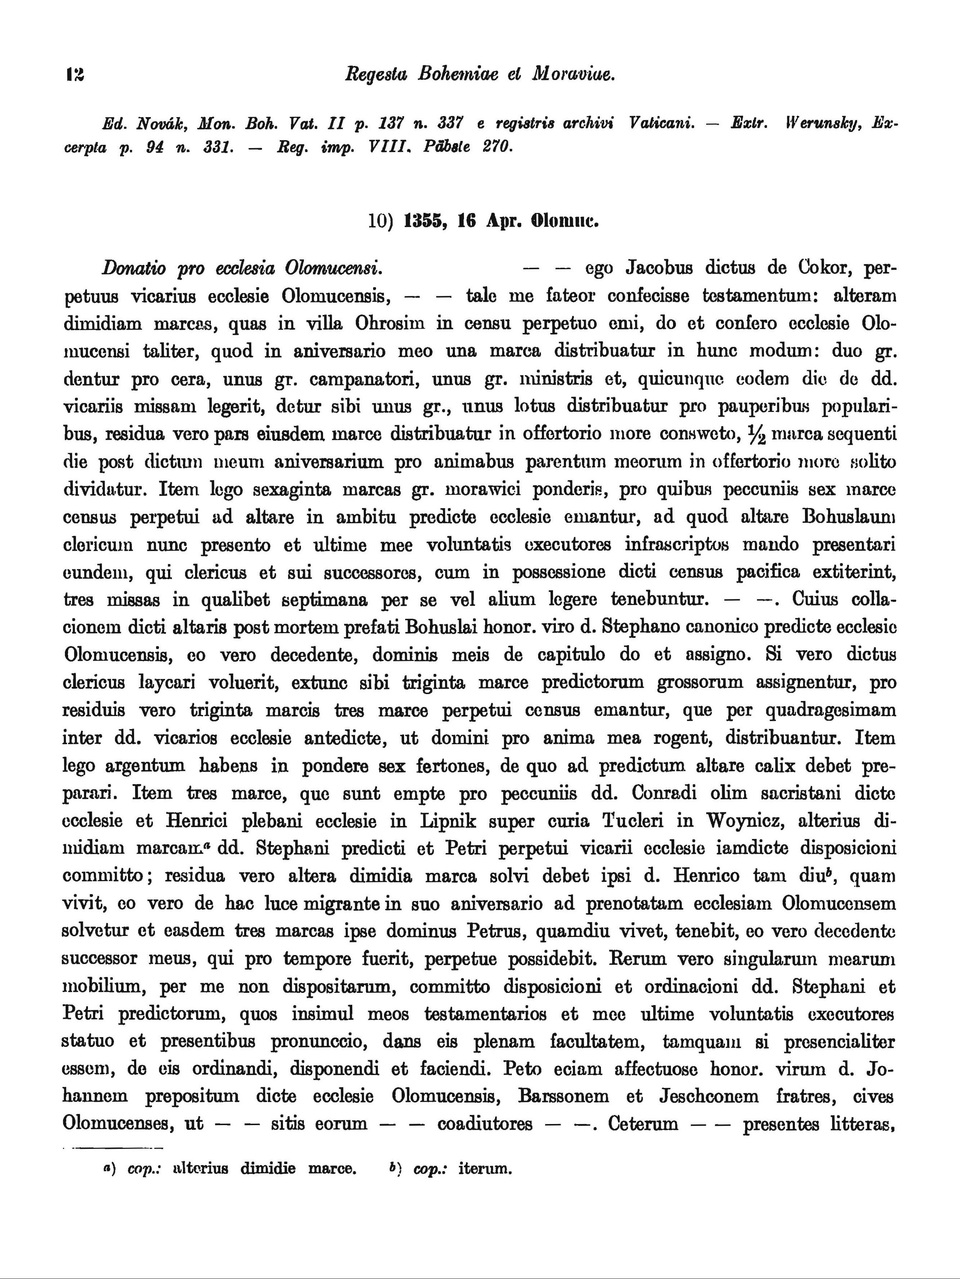 12 Regesta Bohemiae et Moraviae.
Ed. Novák, Mon. Boh. Vat. II p. 137 n. 337 e registris archivi Vaticani. — Extr. Werunsky, Ex-
cerpta p. 94 n. 331. — Reg. imp. VIII. Päbste 270.
10) 1355, 16 Apr. Olomuc.
Donatio pro ecclesia Olomucensi. — — ego Jacobus dictus de Cokor, per-
petuus vicarius ecclesie Olomucensis, — — tale me fateor confecisse testamentum: alteram
dimidiam marcas, quas in villa Ohrosim in censu perpetuo emi, do et confero ecclesie Olo-
mucensi taliter, quod in aniversario meo una marca distribuatur in hunc modum: duo gr.
dentur pro cera, unus gr. campanatori, unus gr. ministris et, quicunque eodem die de dd.
vicariis missam legerit, detur sibi unus gr., unus lotus distribuatur pro pauperibus populari-
bus, residua vero pars eiusdem marce distribuatur in offertorio more consweto, ½ marca sequenti
die post dictum meum aniversarium pro animabus parentum meorum in offertorio more solito
dividatur. Item lego sexaginta marcas gr. morawici ponderis, pro quibus peccuniis sex marce
census perpetui ad altare in ambitu predicte ecclesie emantur, ad quod altare Bohuslaum
clericum nunc presento et ultime mee voluntatis executores infrascriptos mando presentari
eundem, qui clericus et sui successores, cum in possessione dicti census pacifica extiterint,
tres missas in qualibet septimana per se vel alium legere tenebuntur. — —. Cuius colla-
cionem dicti altaris post mortem prefati Bohuslai honor. viro d. Stephano canonico predicte ecclesie
Olomucensis, eo vero decedente, dominis meis de capitulo do et assigno. Si vero dictus
clericus laycari voluerit, extunc sibi triginta marce predictorum grossorum assignentur, pro
residuis vero triginta marcis tres marce perpetui census emantur, que per quadragesimam
inter dd. vicarios ecclesie antedicte, ut domini pro anima mea rogent, distribuantur. Item
lego argentum habens in pondere sex fertones, de quo ad predictum altare calix debet pre-
parari. Item tres marce, que sunt empte pro peccuniis dd. Conradi olim sacristani dicte
ecclesie et Henrici plebani ecclesie in Lipnik super curia Tucleri in Woynicz, alterius di-
midiam marcam.ᵃ dd. Stephani predicti et Petri perpetui vicarii ecclesie iamdicte disposicioni
committo; residua vero altera dimidia marca solvi debet ipsi d. Henrico tam diuᵇ, quam
vivit, eo vero de hac luce migrante in suo aniversario ad prenotatam ecclesiam Olomucensem
solvetur et easdem tres marcas ipse dominus Petrus, quamdiu vivet, tenebit, eo vero decedente
successor meus, qui pro tempore fuerit, perpetue possidebit. Rerum vero singularum mearum
mobilium, per me non dispositarum, committo disposicioni et ordinacioni dd. Stephani et
Petri predictorum, quos insimul meos testamentarios et mee ultime voluntatis executores
statuo et presentibus pronunccio, dans eis plenam facultatem, tamquam si presencialiter
essem, de eis ordinandi, disponendi et faciendi. Peto eciam affectuose honor. virum d. Jo-
hannem prepositum dicte ecclesie Olomucensis, Barssonem et Jeschconem fratres, cives
Olomucenses, ut — — sitis eorum — — coadiutores — —. Ceterum — — presentes litteras,
a) cop.: alterius dimidie marce. b) cop.: iterum.